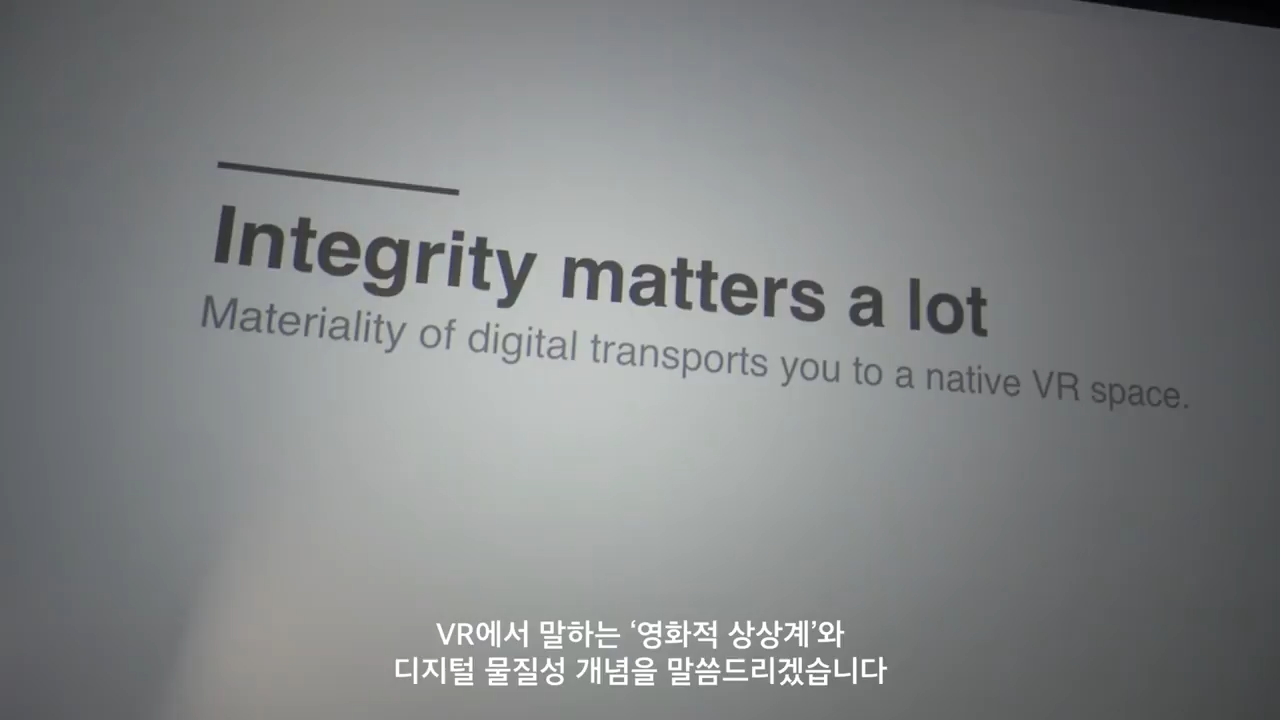 Integrity matters a lot
Materiality of digital transports you to a native VR space.
VR에서 말하는 ‘영화적 상상계’와
디지털 물질성 개념을 말씀드리겠습니다